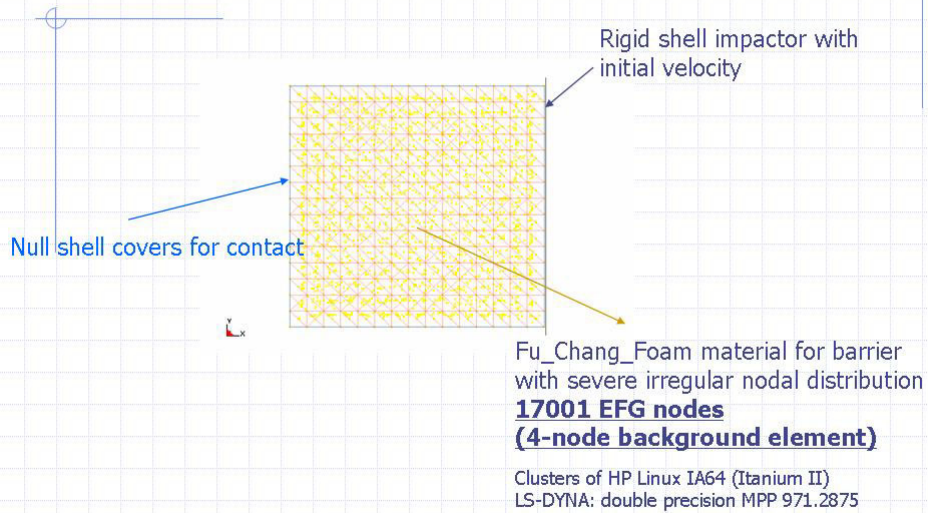 Rigid shell impactor with
initial velocity
Null shell covers for contact
Y
X
Fu_Chang_Foam material for barrier
with severe irregular nodal distribution
17001 EFG nodes
(4-node background element)
Clusters of HP Linux IA64 (Itanium II)
LS-DYNA: double precision MPP 971.2875